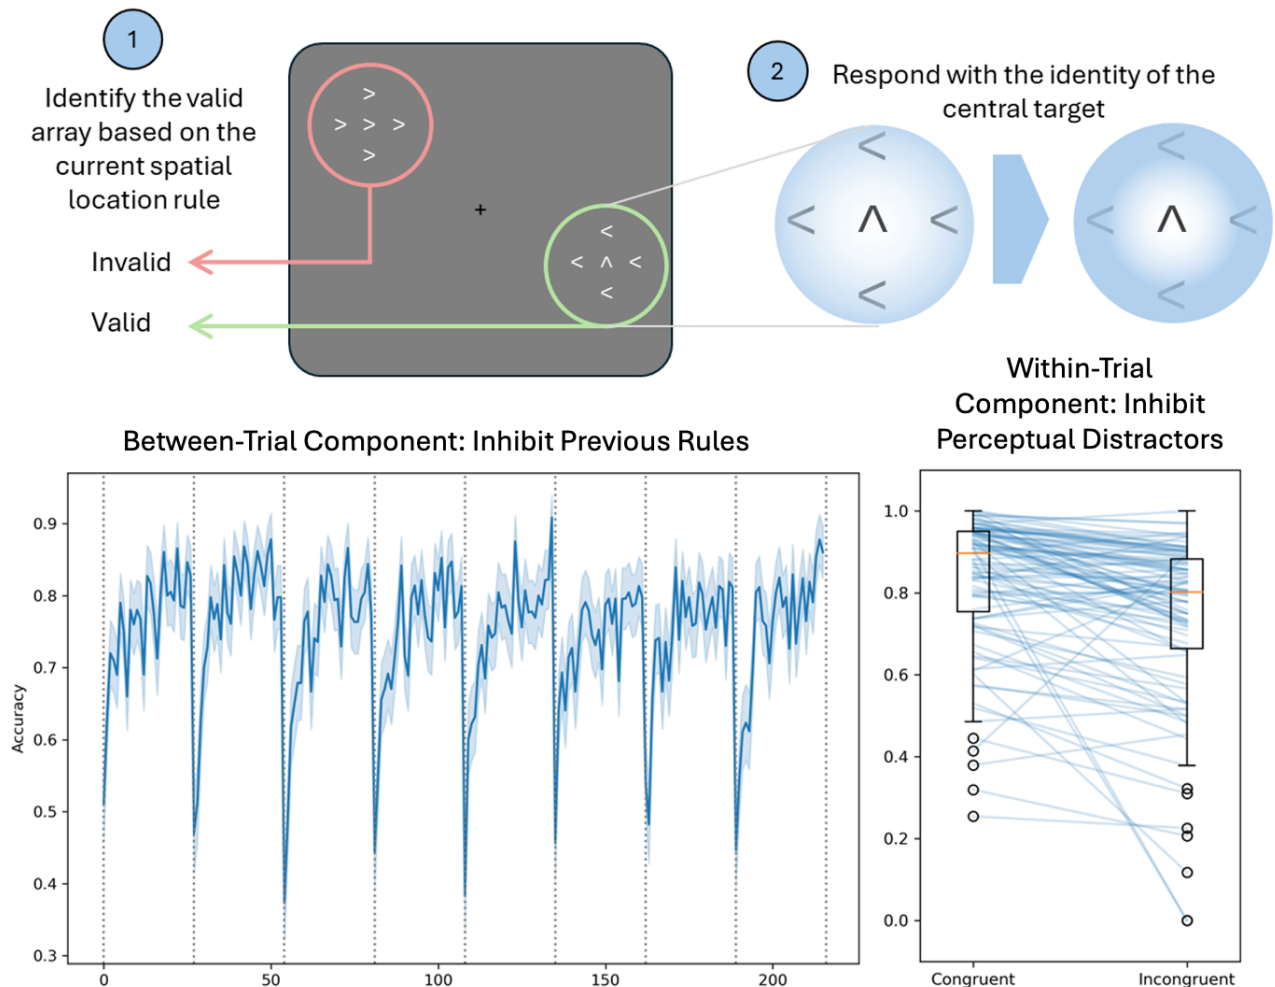 1
Identify the valid
array based on the
current spatial
location rule
Invalid
Valid
>
> > >
>
+
<
< ^ <
<
2
Respond with the identity of the
central target
<
< ^ <
<
<
< ^ <
<
Between-Trial Component: Inhibit Previous Rules
Accuracy
0.9
0.8
0.7
0.6
0.5
0.4
0.3
0 50 100 150 200
Within-Trial
Component: Inhibit
Perceptual Distractors
1.0
0.8
0.6
0.4
0.2
0.0
Congruent Incongruent